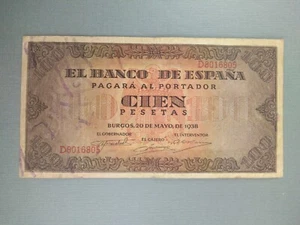 D8016805
EL BANCO DE ESPAÑA
PAGARÁ AL PORTADOR
CIEN
PESETAS
BURGOS, 20 DE MAYO, DE 1938
EL GOBERNADOR EL CAJERO EL INTERVENTOR
D8016805